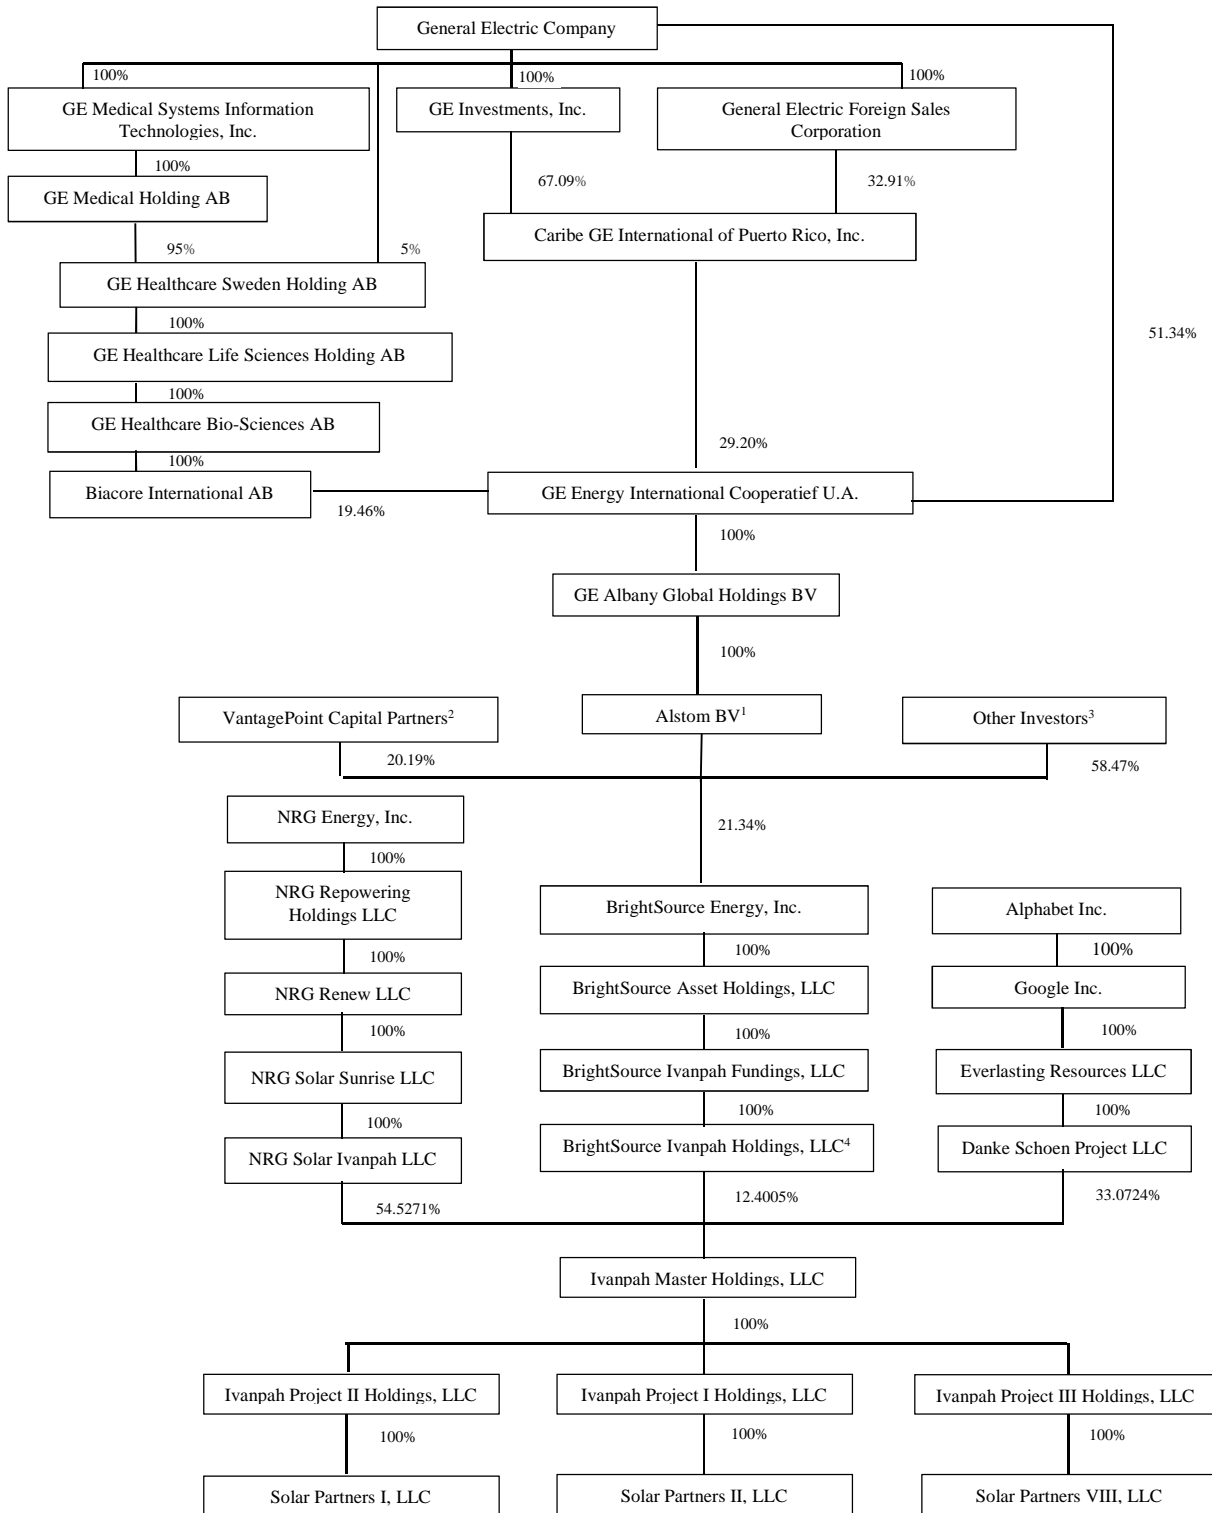 General Electric Company
100%
100%
100%
GE Medical Systems Information
Technologies, Inc.
GE Investments, Inc.
General Electric Foreign Sales
Corporation
100%
67.09%
32.91%
GE Medical Holding AB
Caribe GE International of Puerto Rico, Inc.
95%
5%
GE Healthcare Sweden Holding AB
100%
51.34%
GE Healthcare Life Sciences Holding AB
100%
GE Healthcare Bio-Sciences AB
29.20%
100%
Biacore International AB
GE Energy International Cooperatief U.A.
19.46%
100%
GE Albany Global Holdings BV
100%
VantagePoint Capital Partners²
Alstom BV¹
Other Investors³
20.19%
58.47%
NRG Energy, Inc.
21.34%
100%
NRG Repowering
Holdings LLC
BrightSource Energy, Inc.
Alphabet Inc.
100%
100%
100%
NRG Renew LLC
BrightSource Asset Holdings, LLC
Google Inc.
100%
100%
100%
NRG Solar Sunrise LLC
BrightSource Ivanpah Fundings, LLC
Everlasting Resources LLC
100%
100%
100%
NRG Solar Ivanpah LLC
BrightSource Ivanpah Holdings, LLC⁴
Danke Schoen Project LLC
54.5271%
12.4005%
33.0724%
Ivanpah Master Holdings, LLC
100%
Ivanpah Project II Holdings, LLC
Ivanpah Project I Holdings, LLC
Ivanpah Project III Holdings, LLC
100%
100%
100%
Solar Partners I, LLC
Solar Partners II, LLC
Solar Partners VIII, LLC